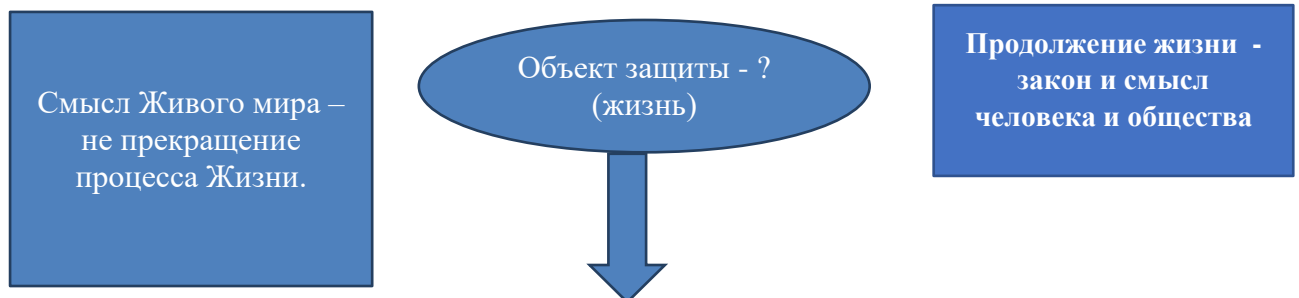 Смысл Живого мира –
не прекращение
процесса Жизни.
Объект защиты - ?
(жизнь)
Продолжение жизни -
закон и смысл
человека и общества